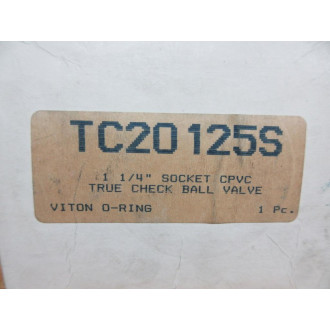 TC20125S
1 1/4" SOCKET CPVC
TRUE CHECK BALL VALVE
VITON O-RING 1 Pc.